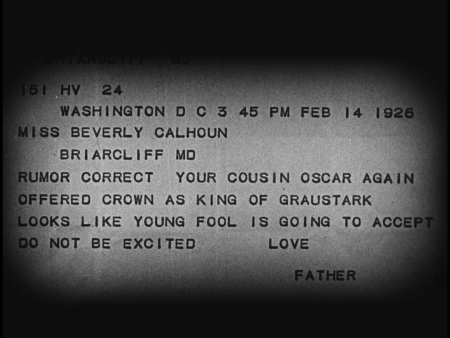 BRIARCLIFF MD
151 HV 24
WASHINGTON D C 3 45 PM FEB 14 1926
MISS BEVERLY CALHOUN
BRIARCLIFF MD
RUMOR CORRECT YOUR COUSIN OSCAR AGAIN
OFFERED CROWN AS KING OF GRAUSTARK
LOOKS LIKE YOUNG FOOL IS GOING TO ACCEPT
DO NOT BE EXCITED LOVE
FATHER